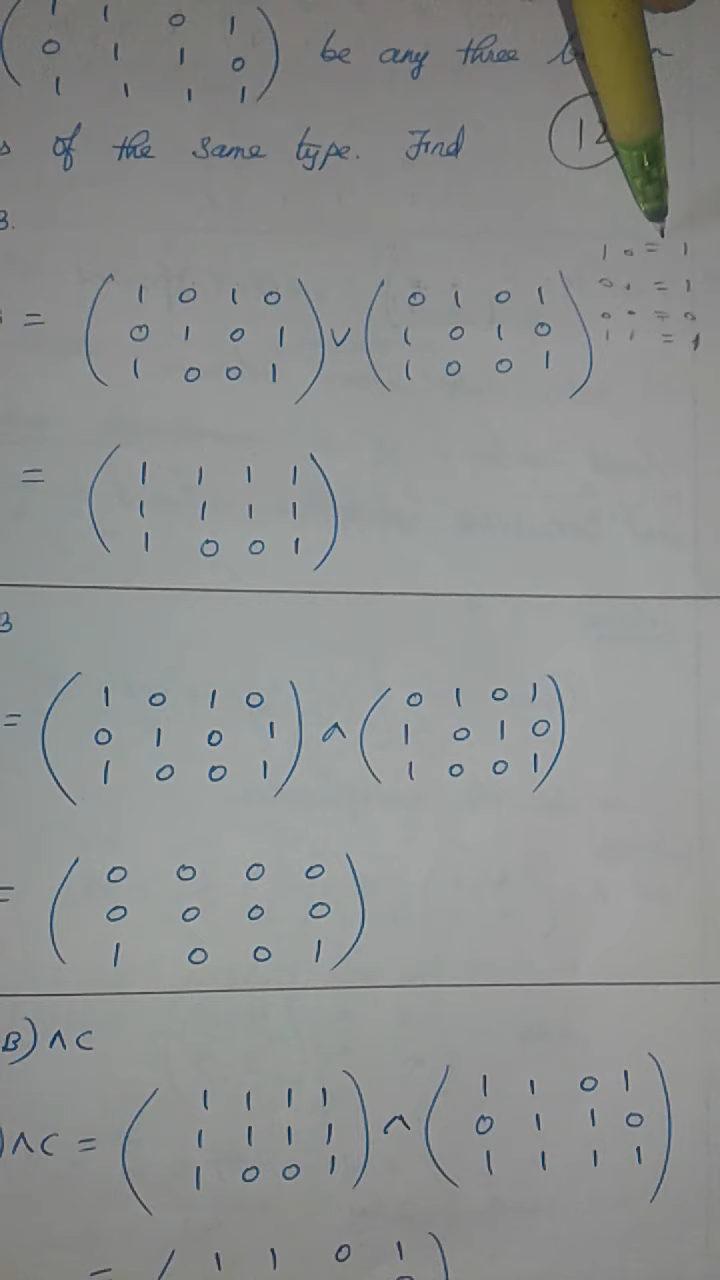 1 1 0 1
0 1 1 0 be any three
1 1 1 1
of the same type. Find
3.
1 0 = 1
0 1 = 1
0 0 = 0
1 1 = 1
= ( 1 0 1 0 ) ∨ ( 0 1 0 1 )
0 1 0 1 1 0 1 0
1 0 0 1 1 0 0 1
= ( 1 1 1 1 )
1 1 1 1
1 0 0 1
B
= ( 1 0 1 0 ) ∧ ( 0 1 0 1 )
0 1 0 1 1 0 1 0
1 0 0 1 1 0 0 1
= ( 0 0 0 0 )
0 0 0 0
1 0 0 1
B) ∧ C
) ∧ C = ( 1 1 1 1 ) ∧ ( 1 1 0 1 )
1 1 1 1 0 1 1 0
1 0 0 1 1 1 1 1
= ( 1 1 0 1 )